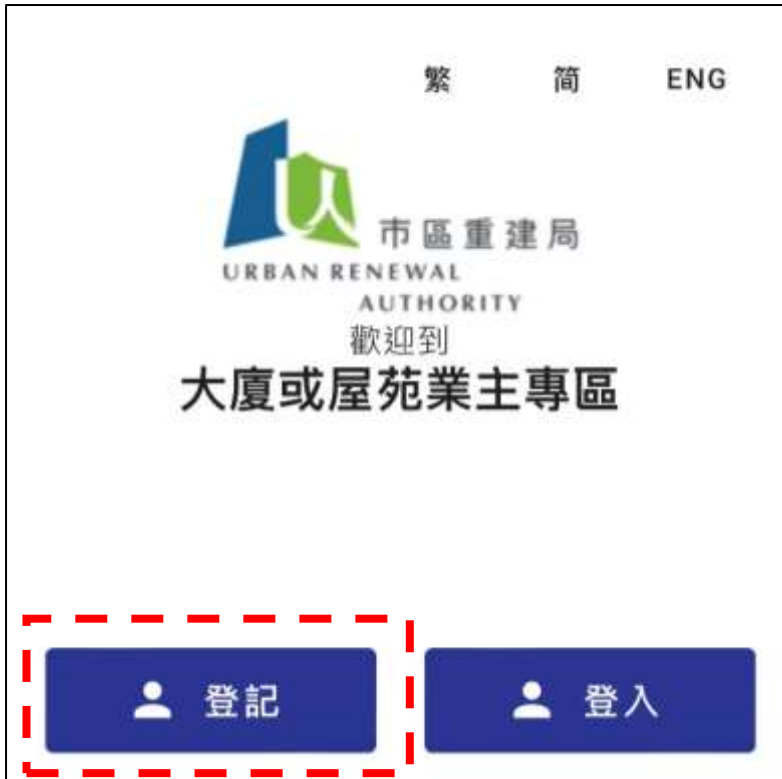 繁 简 ENG
市區重建局
URBAN RENEWAL
AUTHORITY
歡迎到
大廈或屋苑業主專區
登記 登入